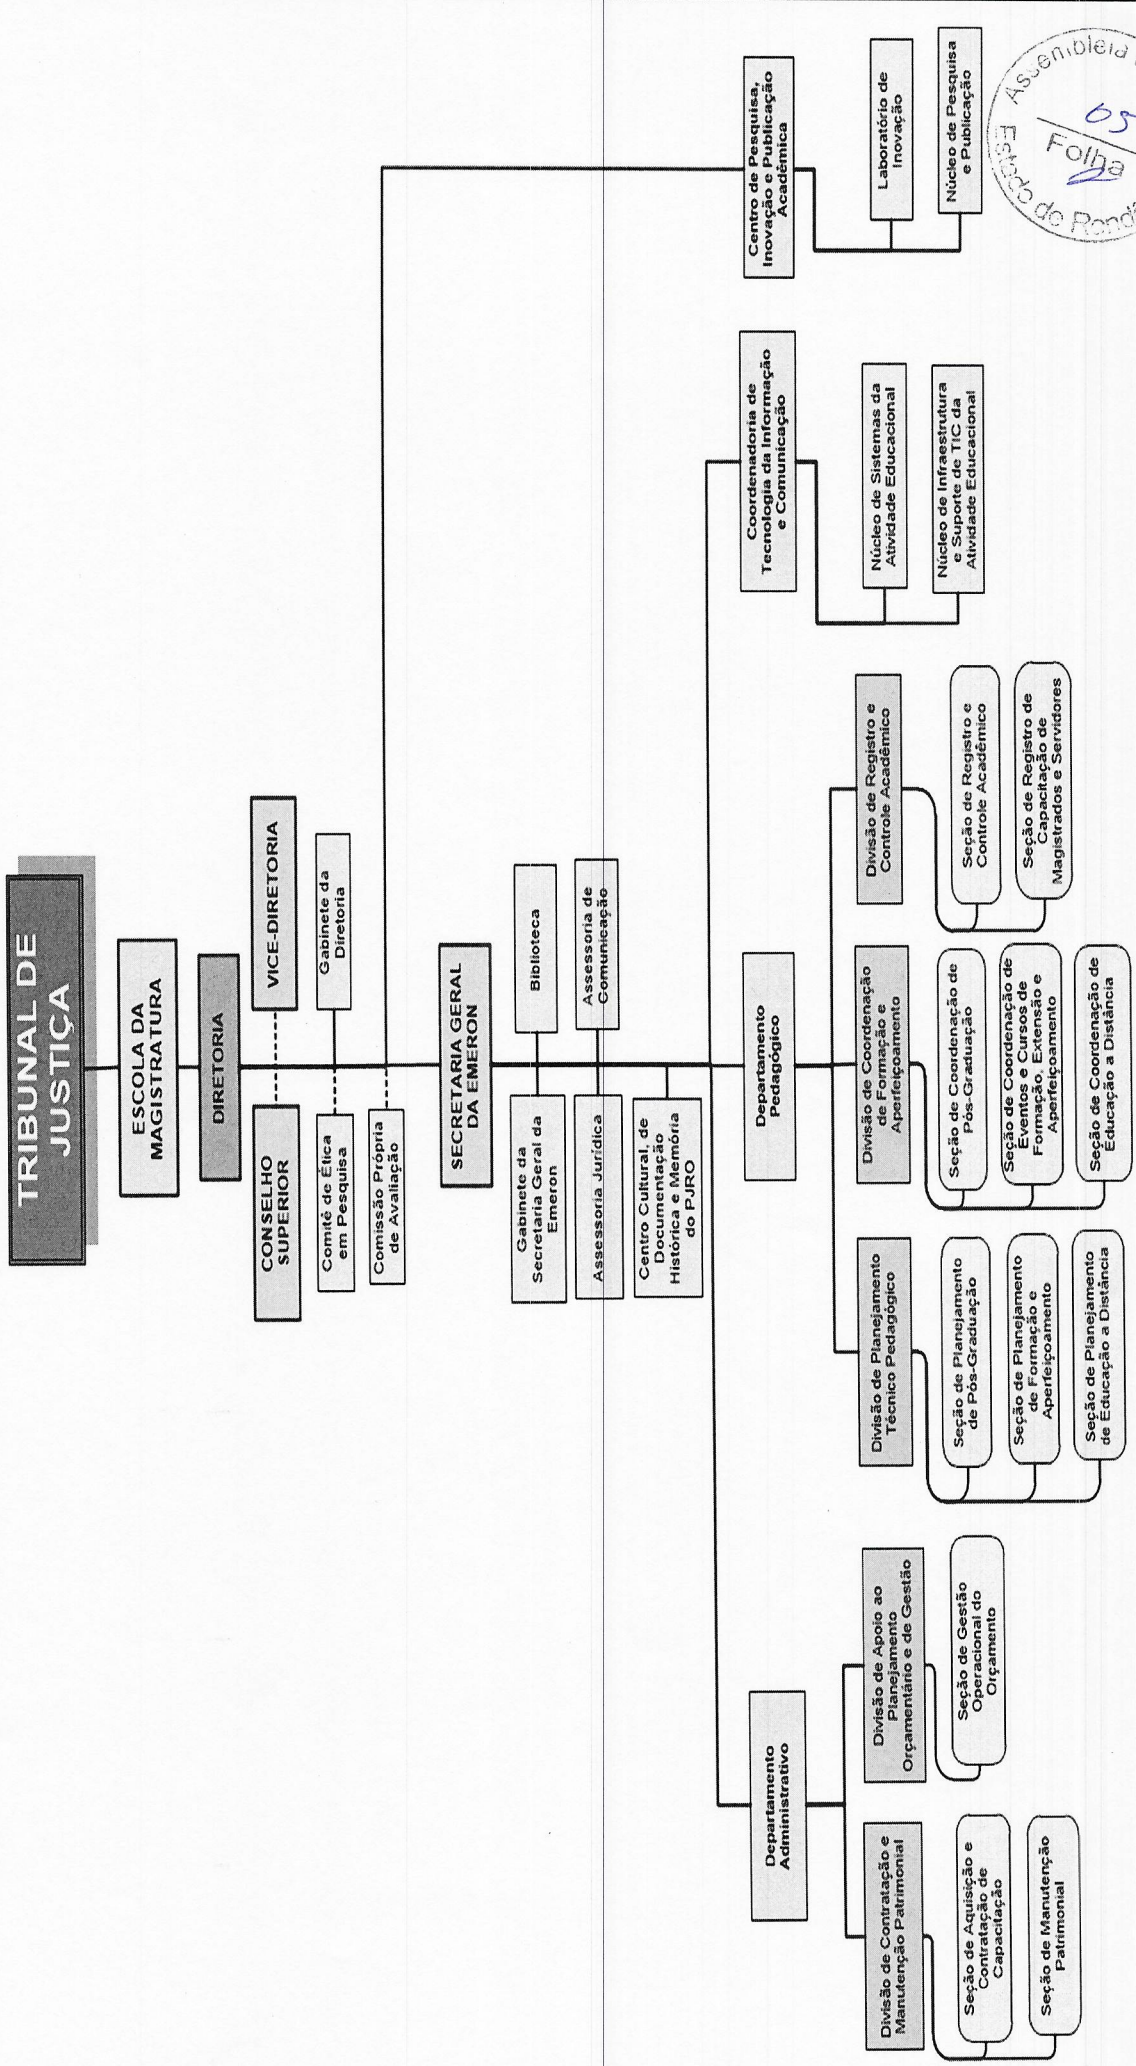 TRIBUNAL DE
JUSTIÇA
ESCOLA DA
MAGISTRATURA
DIRETORIA
CONSELHO
SUPERIOR
VICE-DIRETORIA
Comitê de Ética
em Pesquisa
Gabinete da
Diretoria
Comissão Própria
de Avaliação
SECRETARIA GERAL
DA EMERON
Gabinete da
Secretaria Geral da
Emeron
Biblioteca
Assessoria Jurídica
Assessoria de
Comunicação
Centro Cultural, de
Documentação
Histórica e Memória
do PJRO
Departamento
Administrativo
Divisão de Contratação e
Manutenção Patrimonial
Seção de Aquisição e
Contratação de
Capacitação
Seção de Manutenção
Patrimonial
Divisão de Apoio ao
Planejamento
Orçamentário e de Gestão
Seção de Gestão
Operacional do
Orçamento
Departamento
Pedagógico
Divisão de Planejamento
Técnico Pedagógico
Seção de Planejamento
de Pós-Graduação
Seção de Planejamento
de Formação e
Aperfeiçoamento
Seção de Planejamento
de Educação a Distância
Divisão de Coordenação
de Formação e
Aperfeiçoamento
Seção de Coordenação de
Pós-Graduação
Seção de Coordenação de
Eventos e Cursos de
Formação, Extensão e
Aperfeiçoamento
Seção de Coordenação de
Educação a Distância
Divisão de Registro e
Controle Acadêmico
Seção de Registro e
Controle Acadêmico
Seção de Registro de
Capacitação de
Magistrados e Servidores
Coordenadoria de
Tecnologia da Informação
e Comunicação
Núcleo de Sistemas da
Atividade Educacional
Núcleo de Infraestrutura
e Suporte de TIC da
Atividade Educacional
Centro de Pesquisa,
Inovação e Publicação
Acadêmica
Laboratório de
Inovação
Núcleo de Pesquisa
e Publicação
Assembleia
05
Folha
Estado de